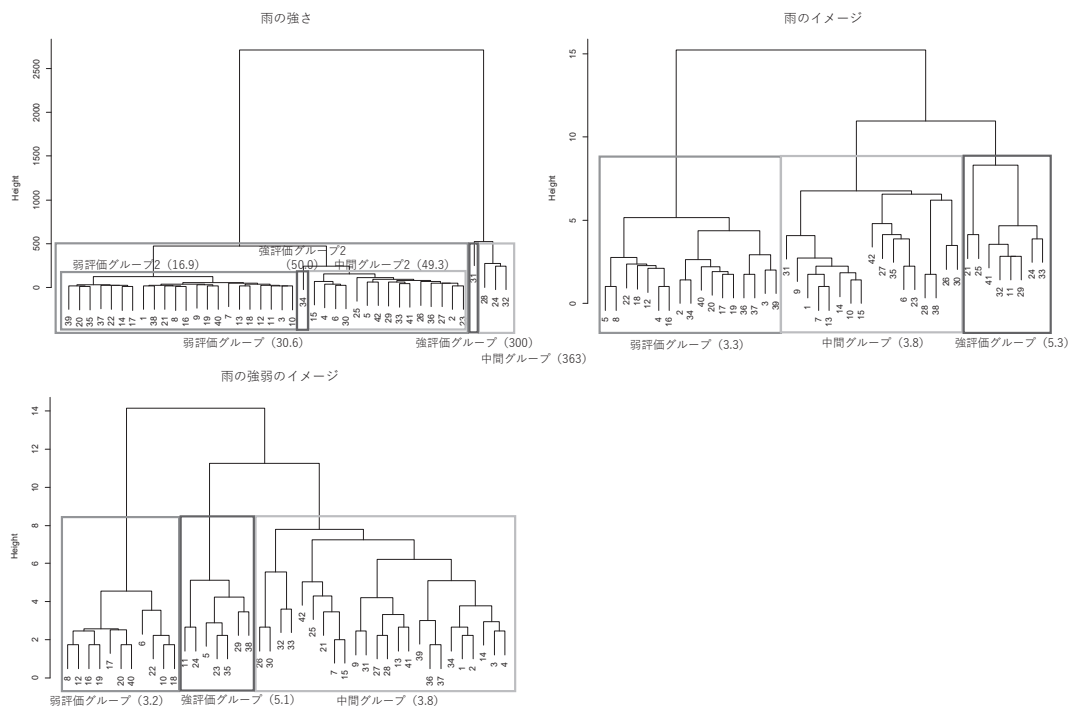 雨の強さ
Height
0
500
1000
1500
2000
2500
強評価グループ2
弱評価グループ2（16.9）
（50.0）
中間グループ2（49.3）
39 20 35 37 22 14 17 1 38 21 8 16 9 19 40 7 13 18 12 11 3 10 34 15 4 6 30 25 5 42 29 33 41 26 36 27 2 23 31 28 24 32
弱評価グループ（30.6）
強評価グループ（300）
中間グループ（363）
雨のイメージ
Height
0
5
10
15
5 8 22 18 12 4 16 2 34 40 20 17 19 36 37 3 39 31 9 1 7 13 14 10 15 42 27 35 6 23 28 38 26 30 21 25 41 32 11 29 24 33
弱評価グループ（3.3）
中間グループ（3.8）
強評価グループ（5.3）
雨の強弱のイメージ
Height
0
2
4
6
8
10
12
14
8 12 16 19 17 20 40 6 22 10 18 11 24 5 23 35 29 38 26 30 32 33 42 25 21 7 15 9 31 27 28 13 41 39 36 37 34 1 2 14 3 4
弱評価グループ（3.2）
強評価グループ（5.1）
中間グループ（3.8）